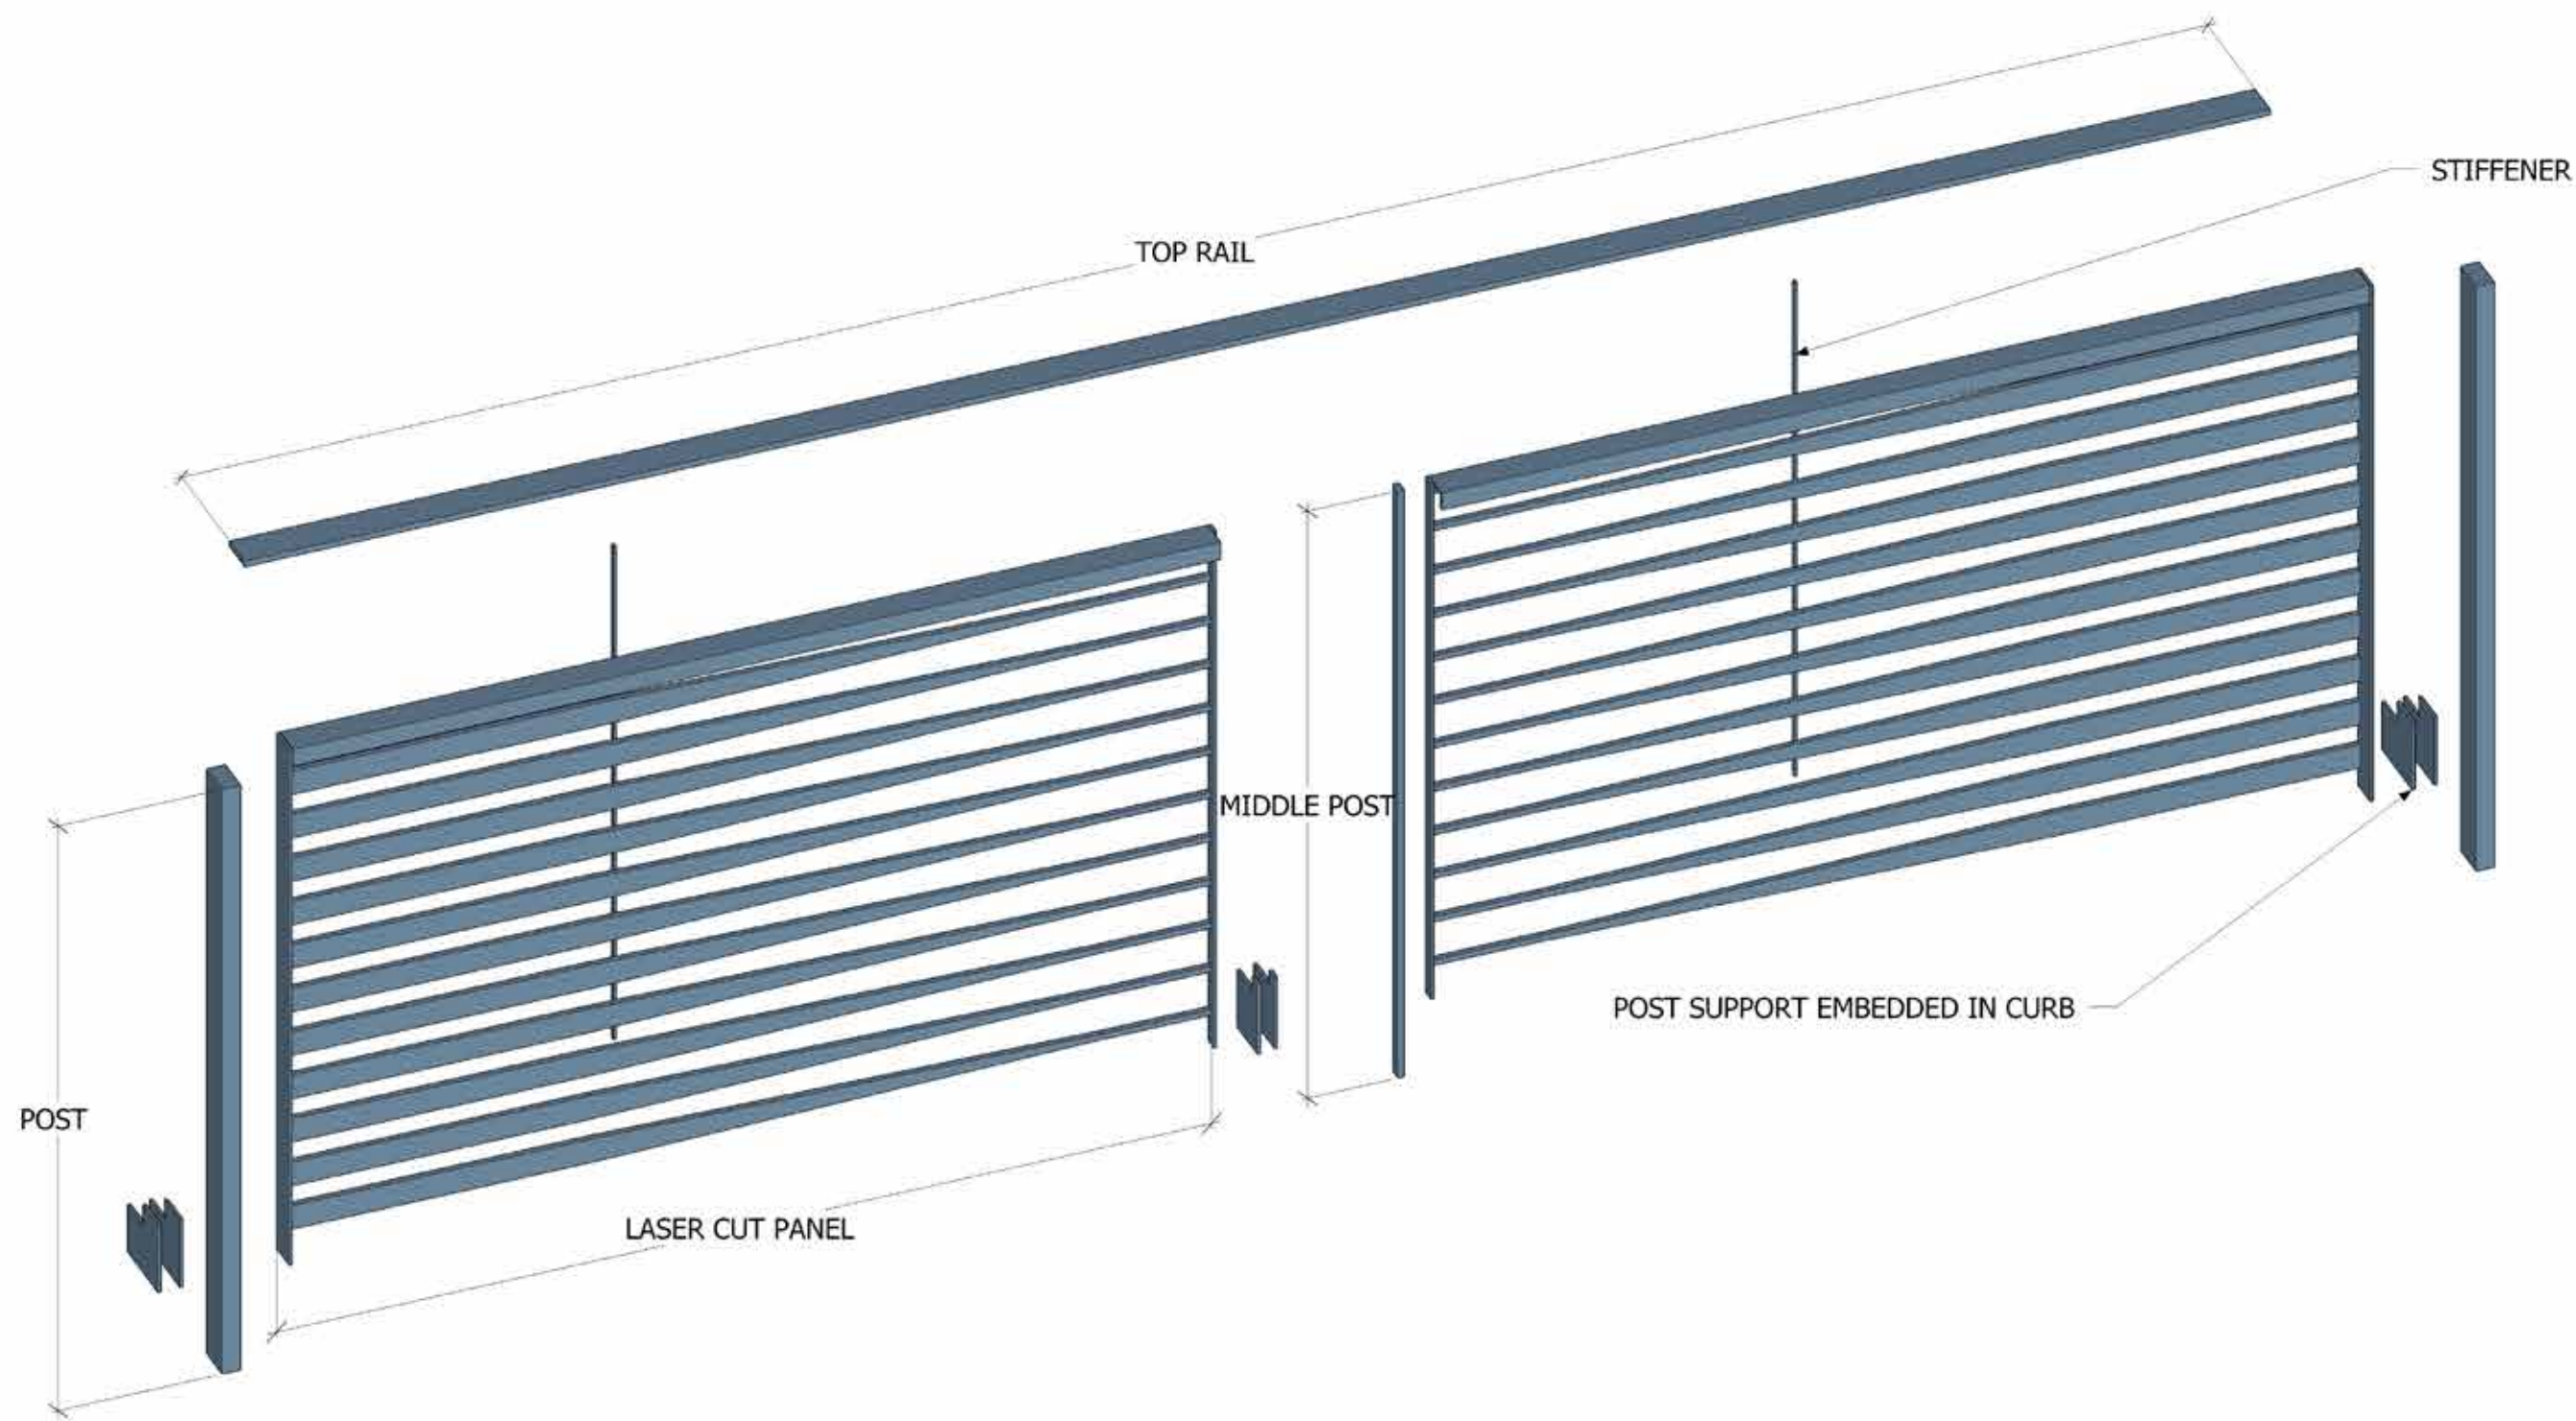 STIFFENER
TOP RAIL
MIDDLE POST
POST SUPPORT EMBEDDED IN CURB
POST
LASER CUT PANEL